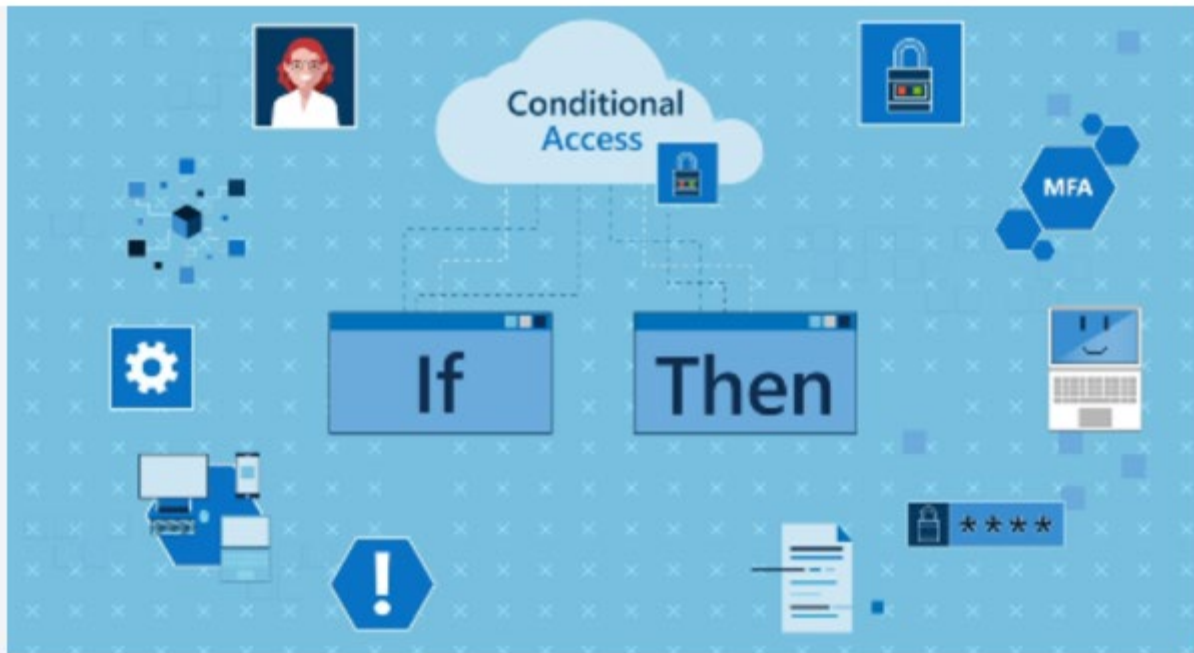 Conditional
Access
MFA
If
Then
****